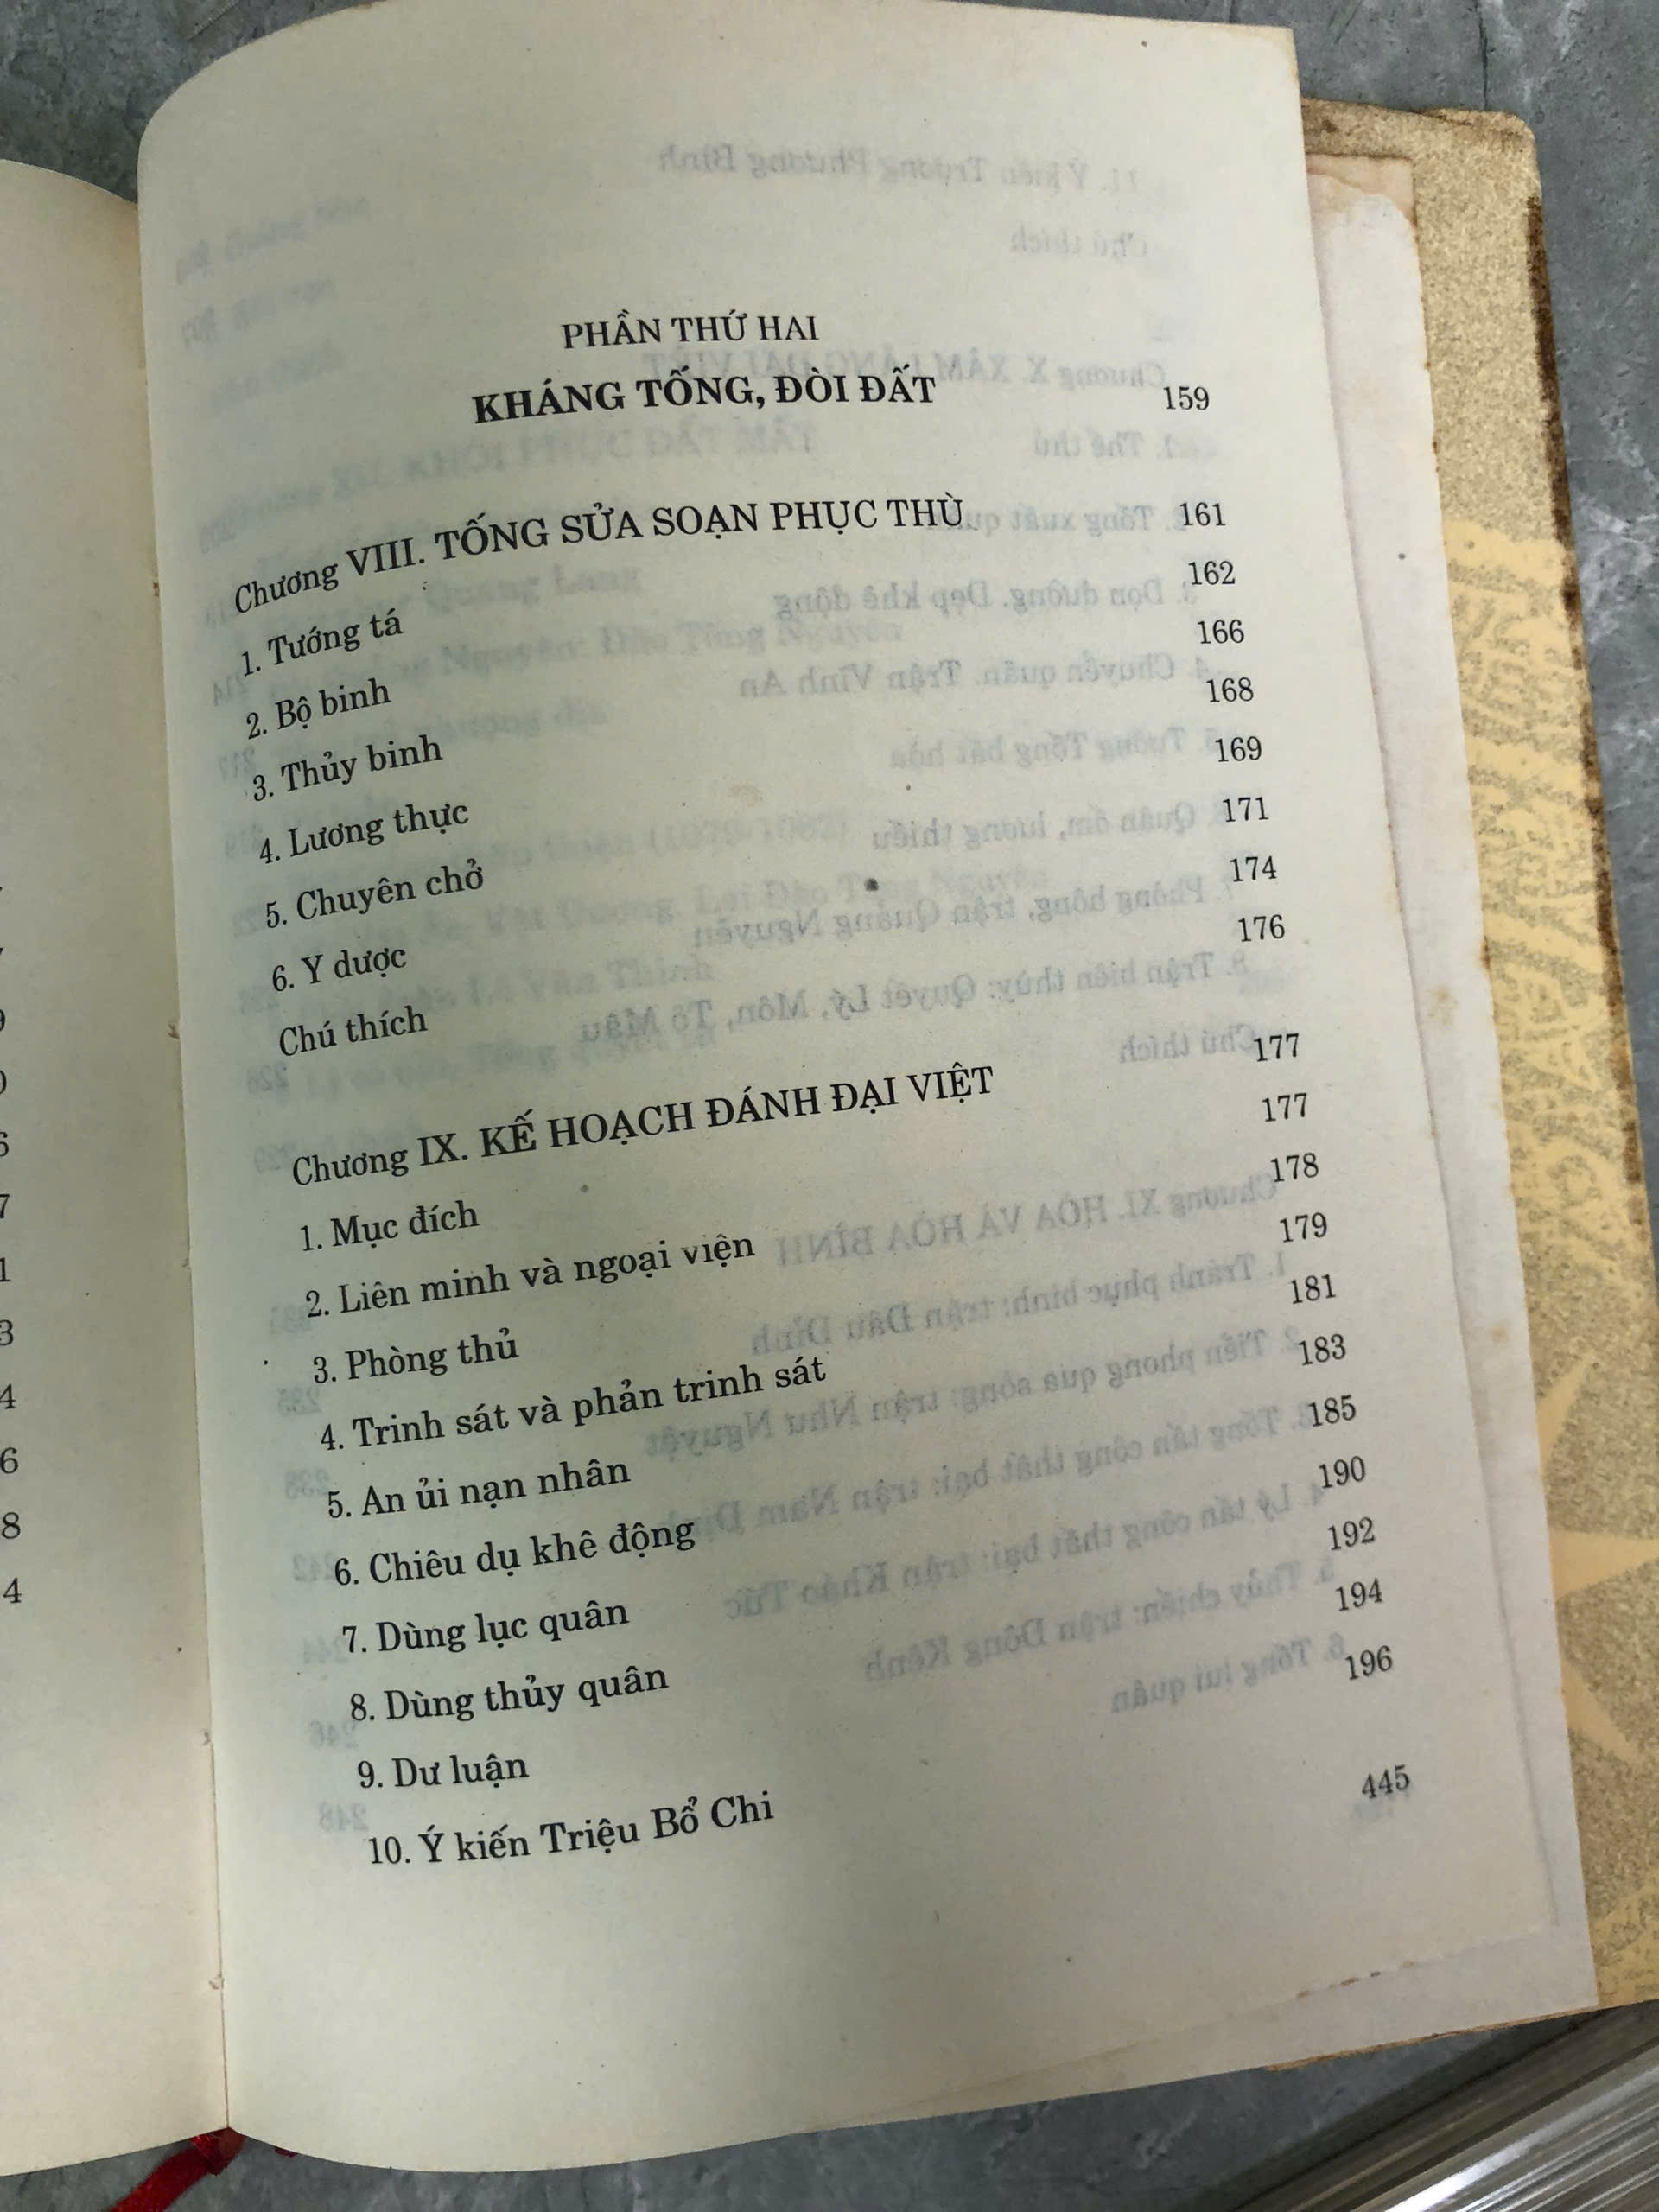 PHẦN THỨ HAI
KHÁNG TỐNG, ĐÒI ĐẤT 159
Chương VIII. TỐNG SỬA SOẠN PHỤC THÙ 161
1. Tướng tá 162
2. Bộ binh 166
3. Thủy binh 168
4. Lương thực 169
5. Chuyên chở 171
6. Y dược 174
Chú thích 176
Chương IX. KẾ HOẠCH ĐÁNH ĐẠI VIỆT 177
1. Mục đích 177
2. Liên minh và ngoại viện 178
3. Phòng thủ 179
4. Trinh sát và phản trinh sát 181
5. An ủi nạn nhân 183
6. Chiêu dụ khê động 185
7. Dùng lục quân 190
8. Dùng thủy quân 192
9. Dư luận 194
10. Ý kiến Triệu Bổ Chi 196
445